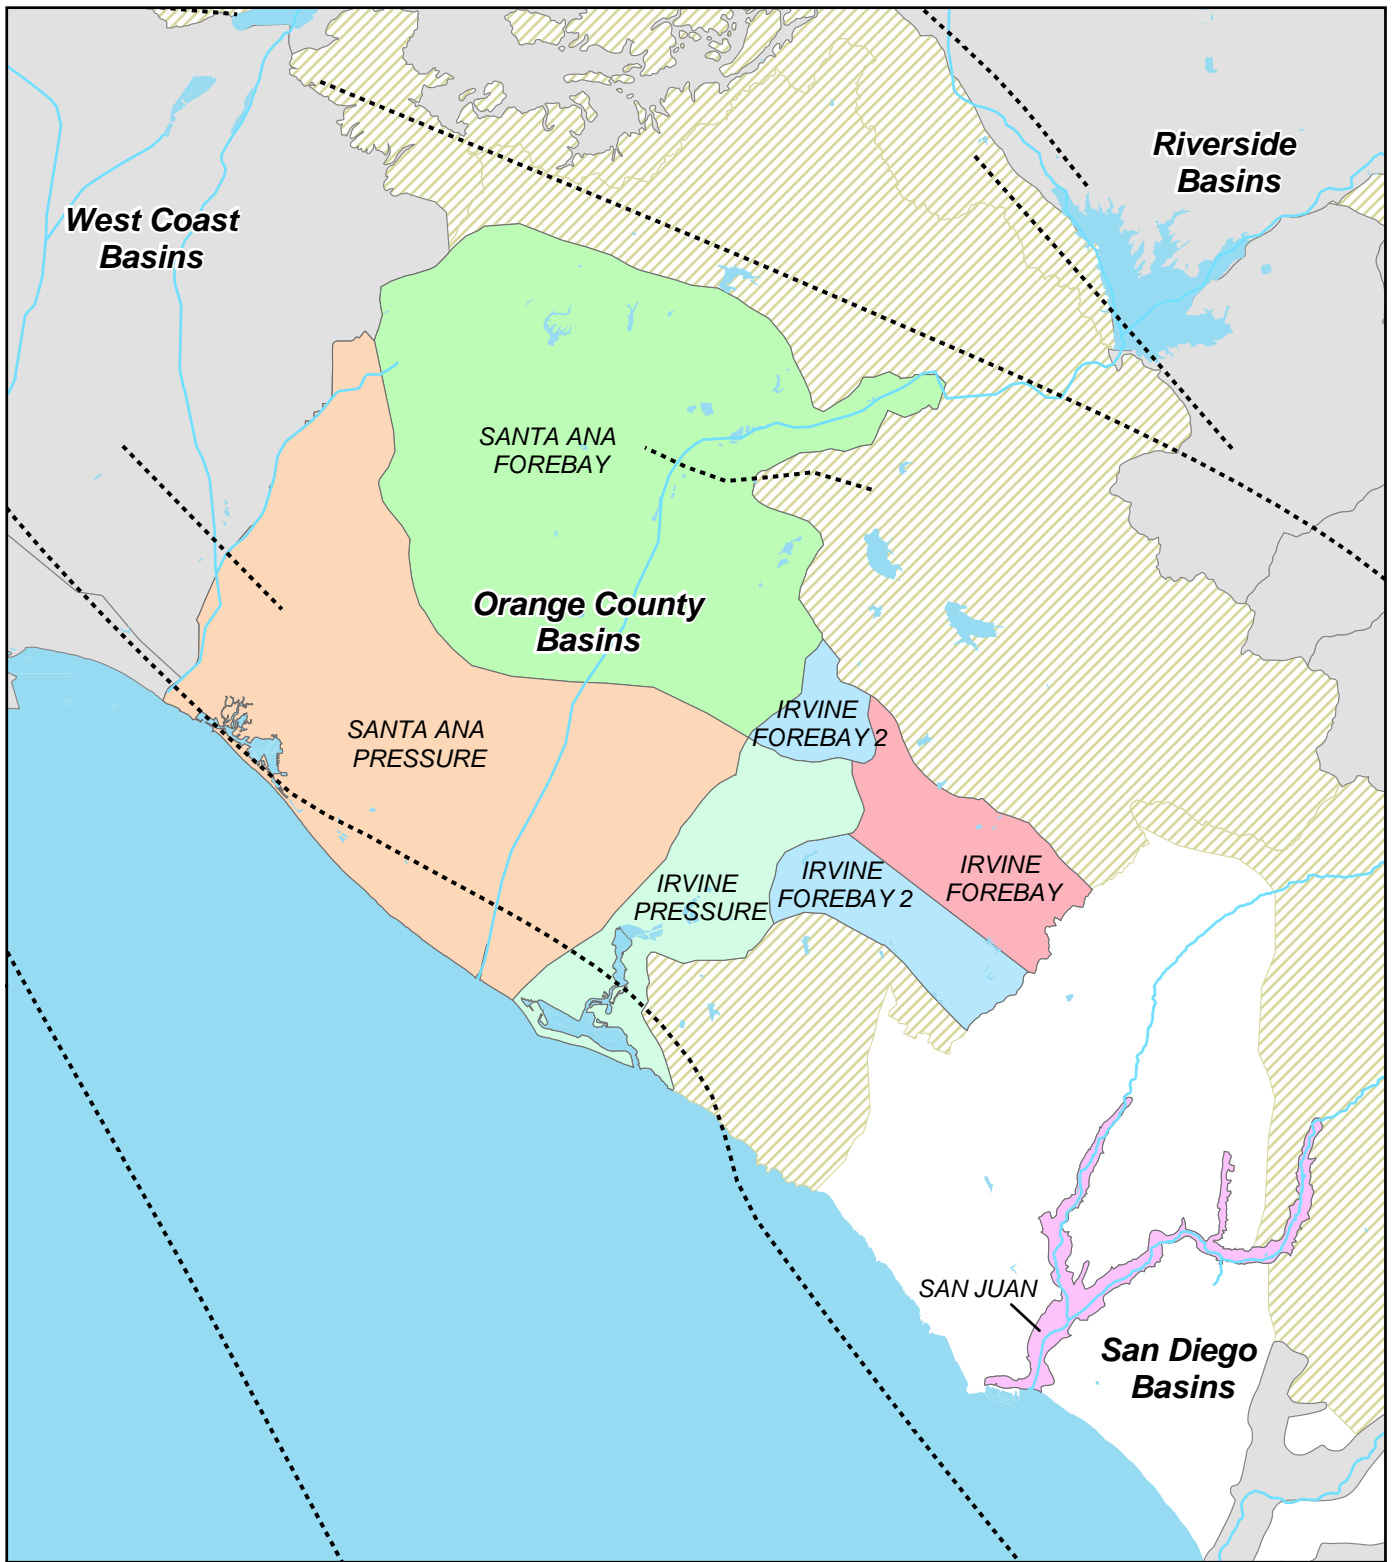 Riverside
Basins
West Coast
Basins
SANTA ANA
FOREBAY
Orange County
Basins
IRVINE
FOREBAY 2
SANTA ANA
PRESSURE
IRVINE
FOREBAY
IRVINE
FOREBAY 2
IRVINE
PRESSURE
SAN JUAN
San Diego
Basins